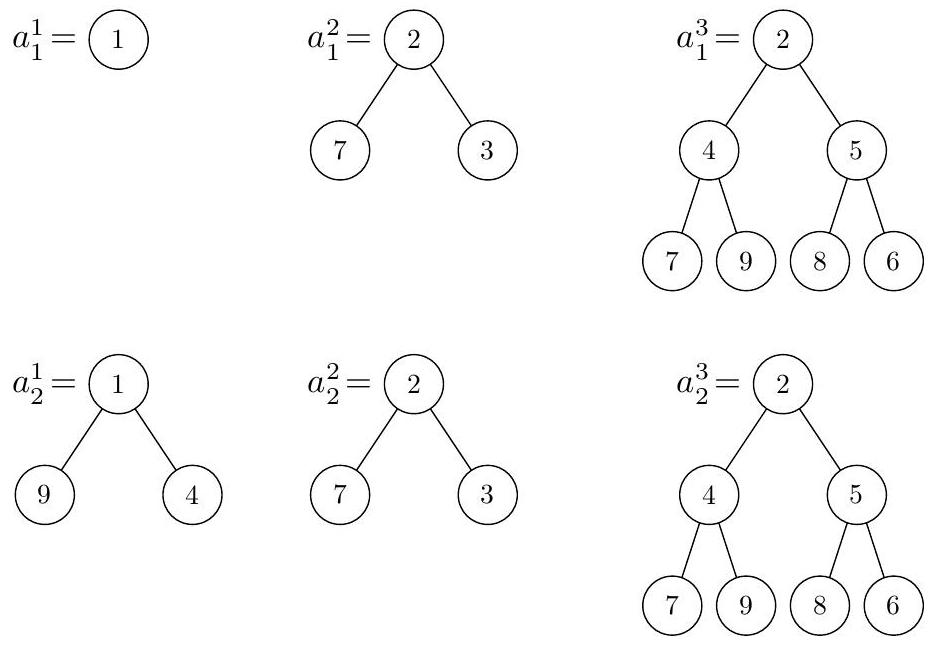 a_1^1 = 1 a_1^2 = 2 a_1^3 = 2
7 3 4 5
7 9 8 6
a_2^1 = 1 a_2^2 = 2 a_2^3 = 2
9 4 7 3 4 5
7 9 8 6